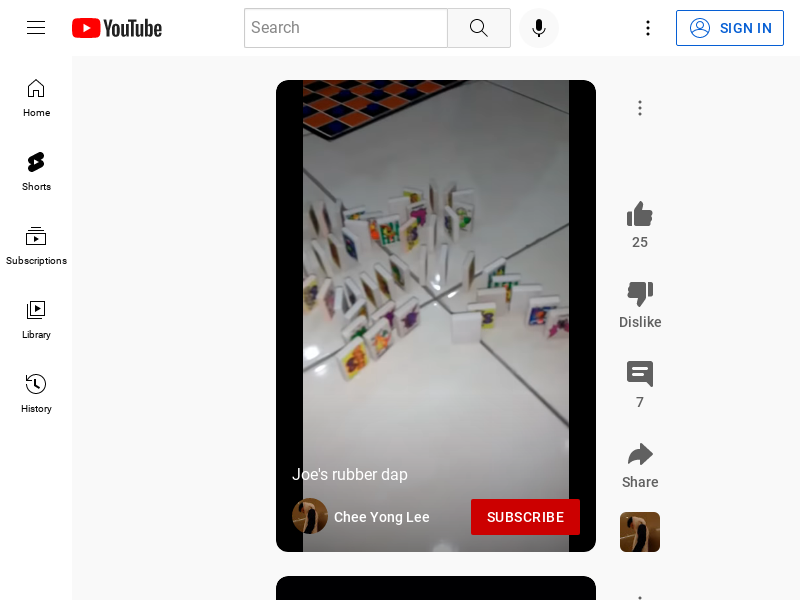 YouTube
Search
SIGN IN
Home
Shorts
Subscriptions
Library
History
Joe's rubber dap
Chee Yong Lee
SUBSCRIBE
25
Dislike
7
Share